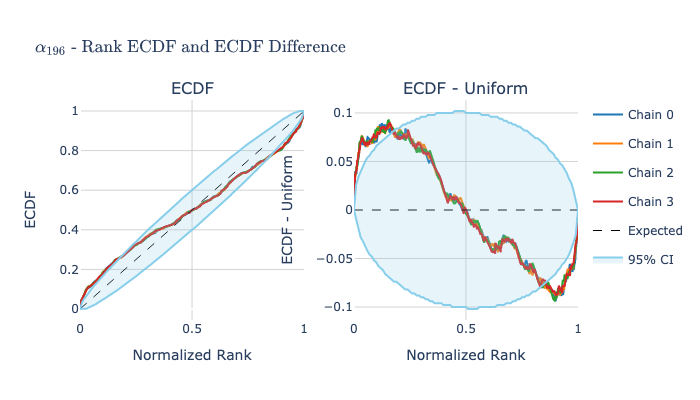 α196 - Rank ECDF and ECDF Difference
ECDF
ECDF - Uniform
1
0.8
0.6
0.4
0.2
0
0
0.5
1
ECDF
Normalized Rank
0.1
0.05
0
−0.05
−0.1
0
0.5
1
ECDF - Uniform
Normalized Rank
Chain 0
Chain 1
Chain 2
Chain 3
Expected
95% CI